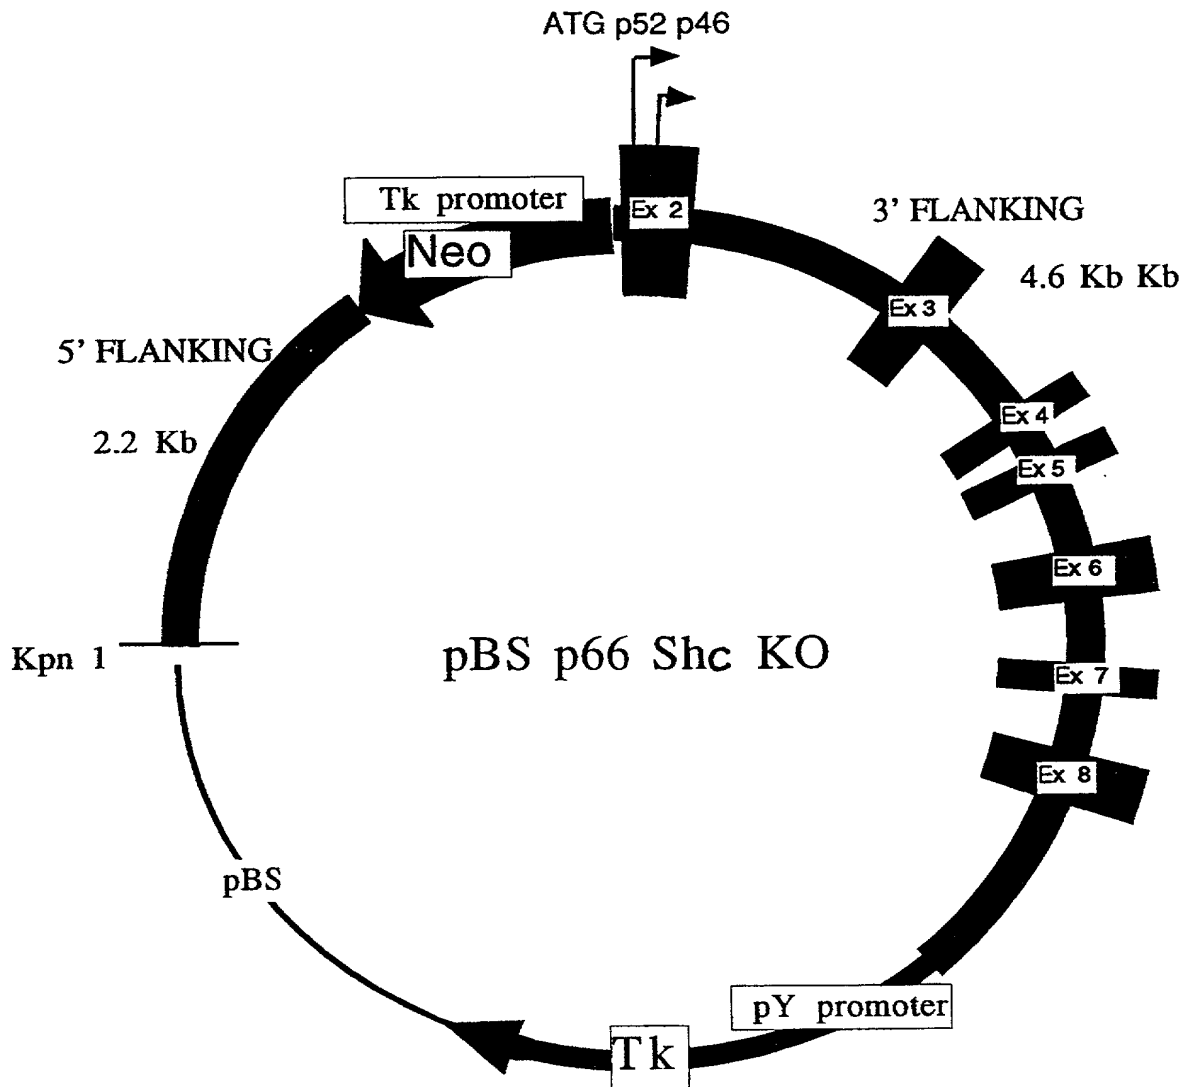 ATG p52 p46
Tk promoter
Ex 2
Neo
3' FLANKING
4.6 Kb Kb
Ex 3
5' FLANKING
2.2 Kb
Ex 4
Ex 5
Ex 6
Kpn 1
pBS p66 Shc KO
Ex 7
Ex 8
pBS
pY promoter
Tk